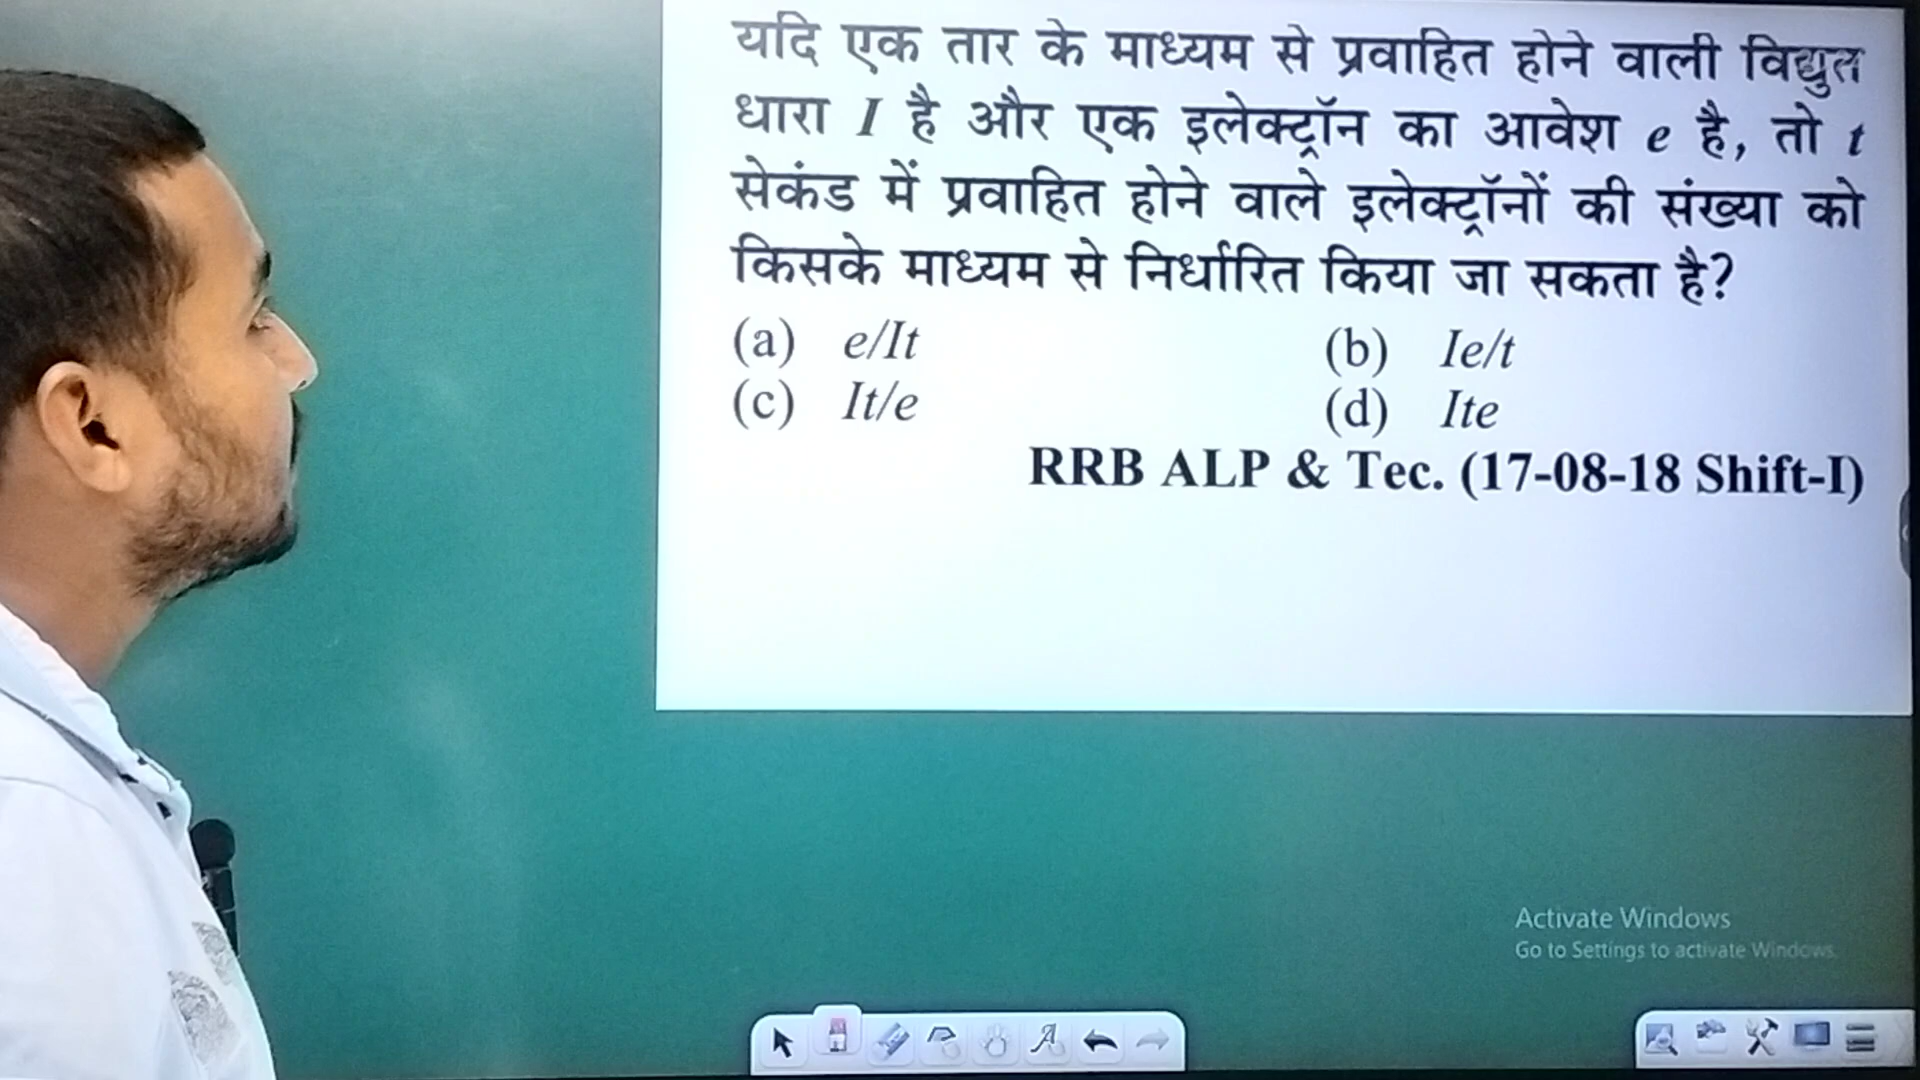 यदि एक तार के माध्यम से प्रवाहित होने वाली विद्युत
धारा I है और एक इलेक्ट्रॉन का आवेश e है, तो t
सेकंड में प्रवाहित होने वाले इलेक्ट्रॉनों की संख्या को
किसके माध्यम से निर्धारित किया जा सकता है?
(a) e/It (b) Ie/t
(c) It/e (d) Ite
RRB ALP & Tec. (17-08-18 Shift-I)
Activate Windows
Go to Settings to activate Windows.